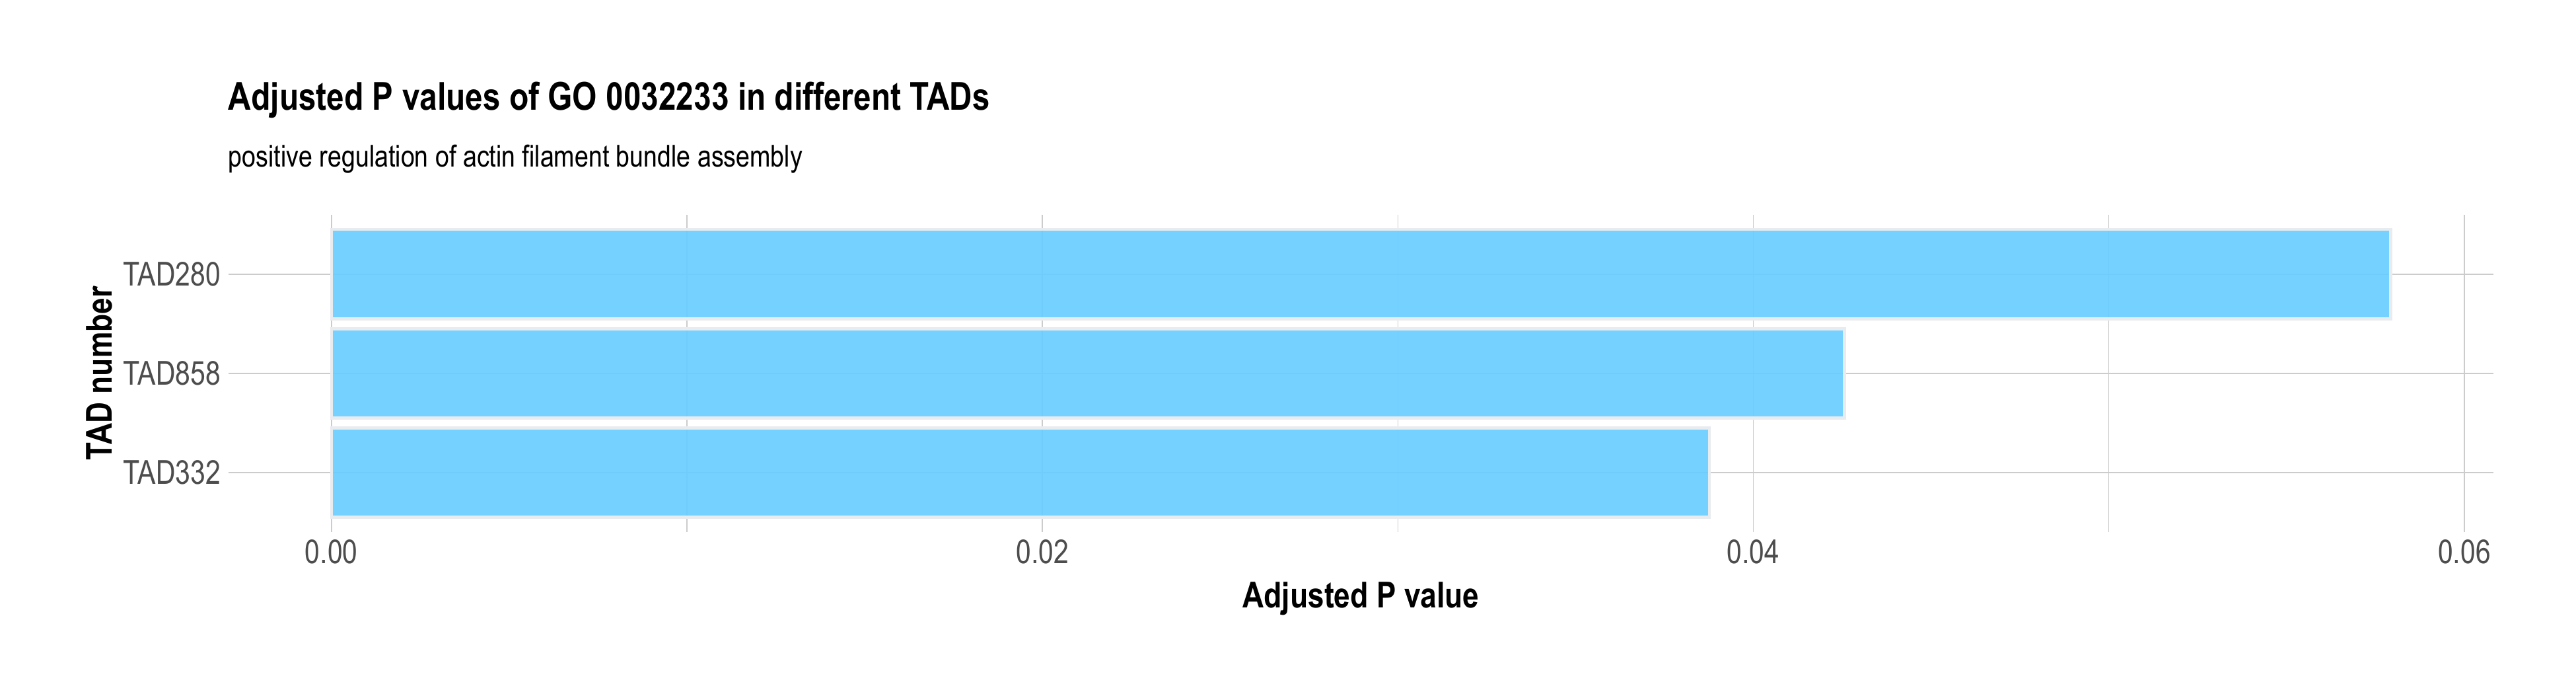 Adjusted P values of GO 0032233 in different TADs
positive regulation of actin filament bundle assembly
TAD number
TAD280
TAD858
TAD332
0.00
0.02
0.04
0.06
Adjusted P value